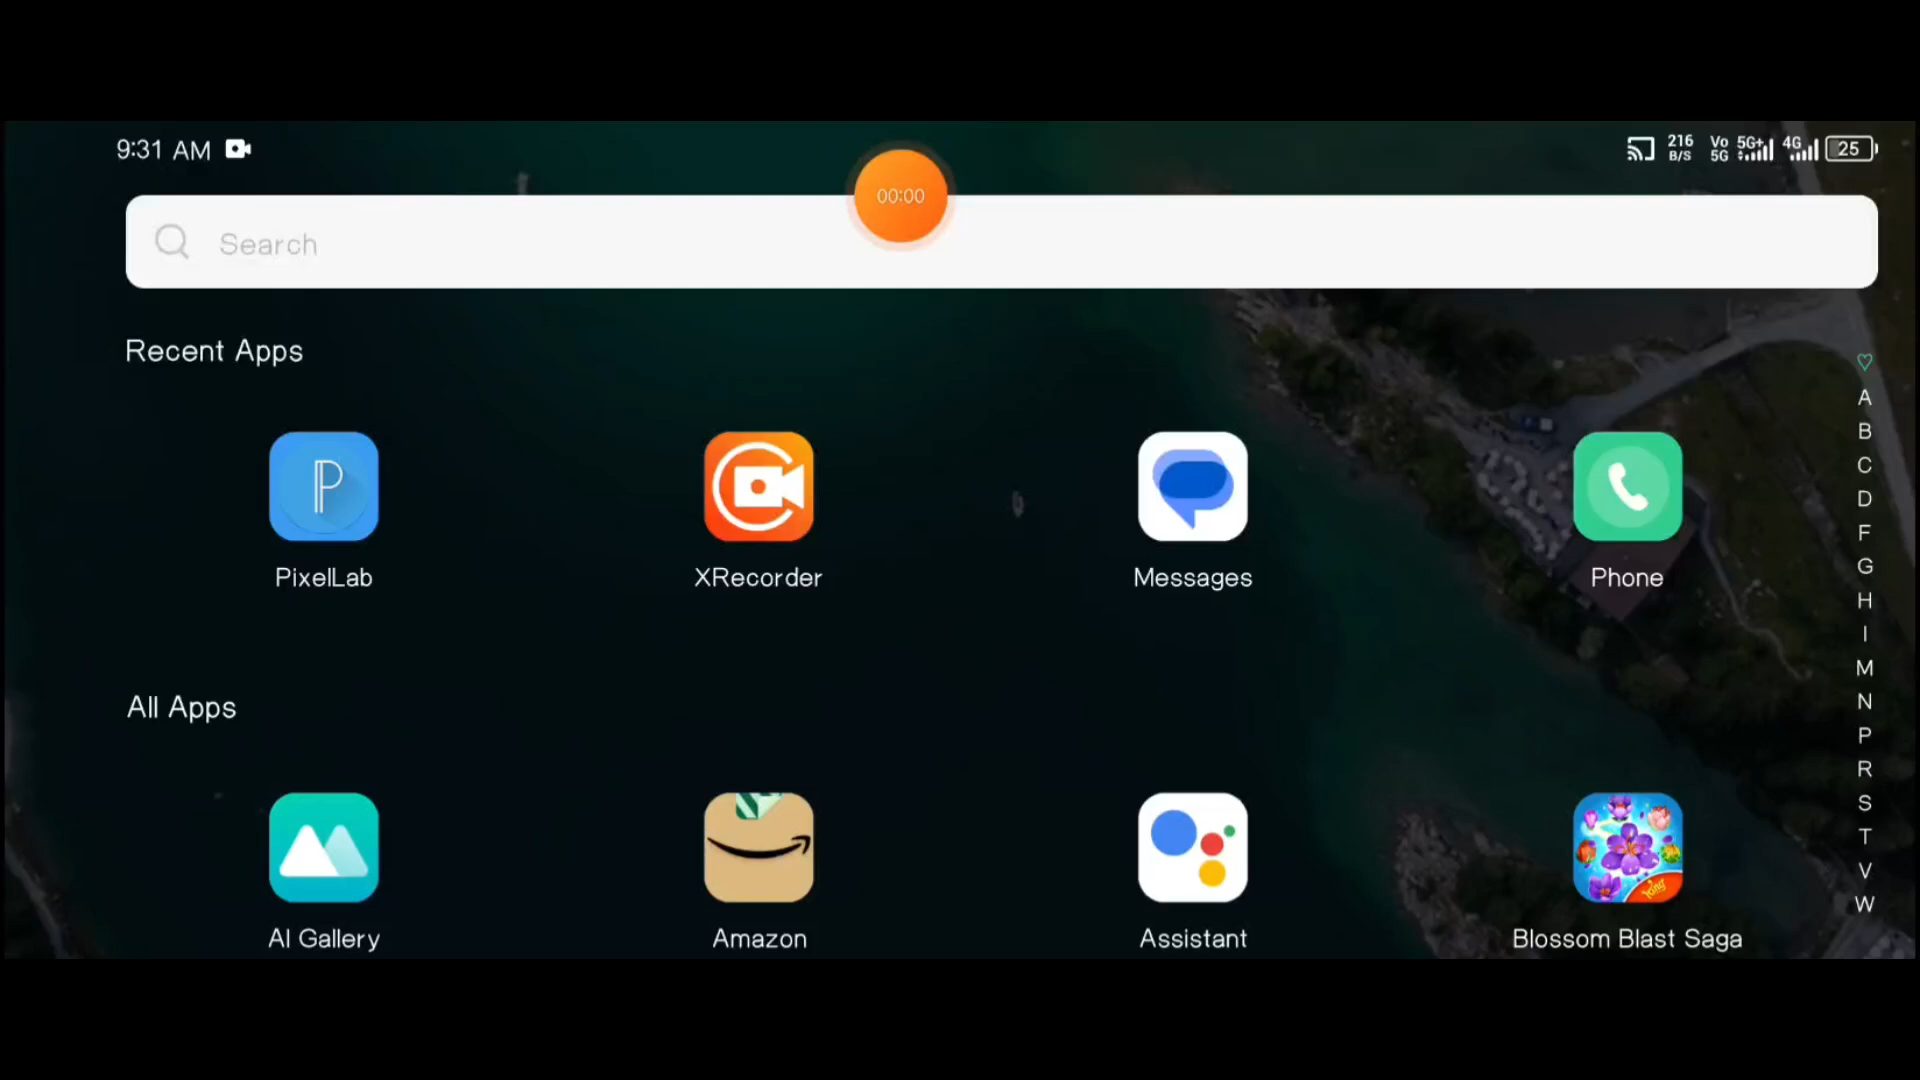 9:31 AM
216 B/S Vo 5G 5G+ 4G 25
00:00
Search
Recent Apps
P
PixelLab
XRecorder
Messages
Phone
All Apps
King
AI Gallery
Amazon
Assistant
Blossom Blast Saga
A
B
C
D
F
G
H
I
M
N
P
R
S
T
V
W